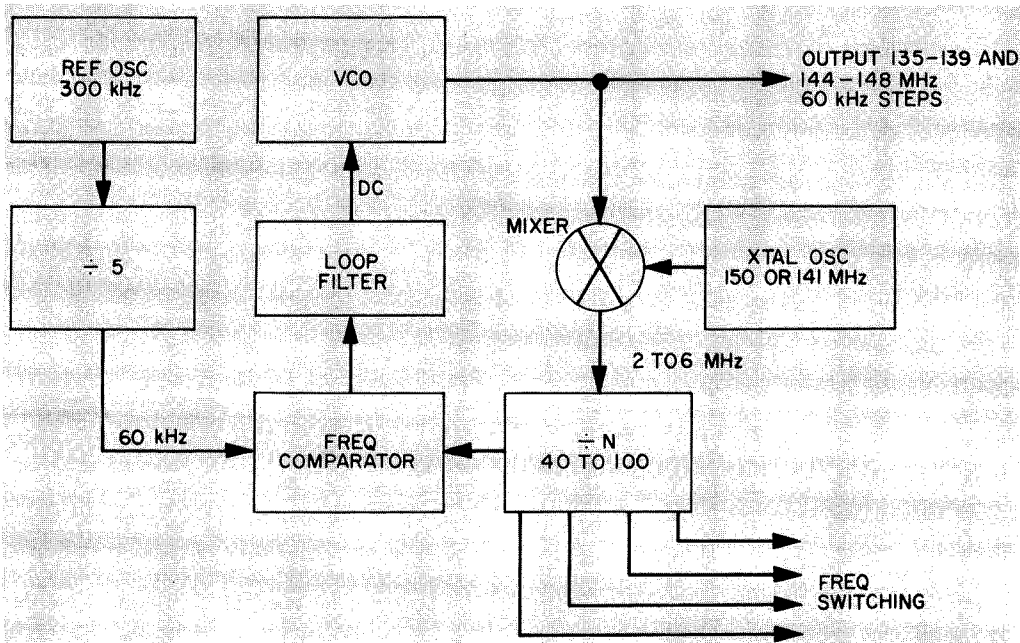 REF OSC
300 kHz
VCO
OUTPUT 135-139 AND
144-148 MHz
60 kHz STEPS
DC
÷ 5
LOOP
FILTER
MIXER
XTAL OSC
150 OR 141 MHz
2 TO 6 MHz
60 kHz
FREQ
COMPARATOR
÷ N
40 TO 100
FREQ
SWITCHING